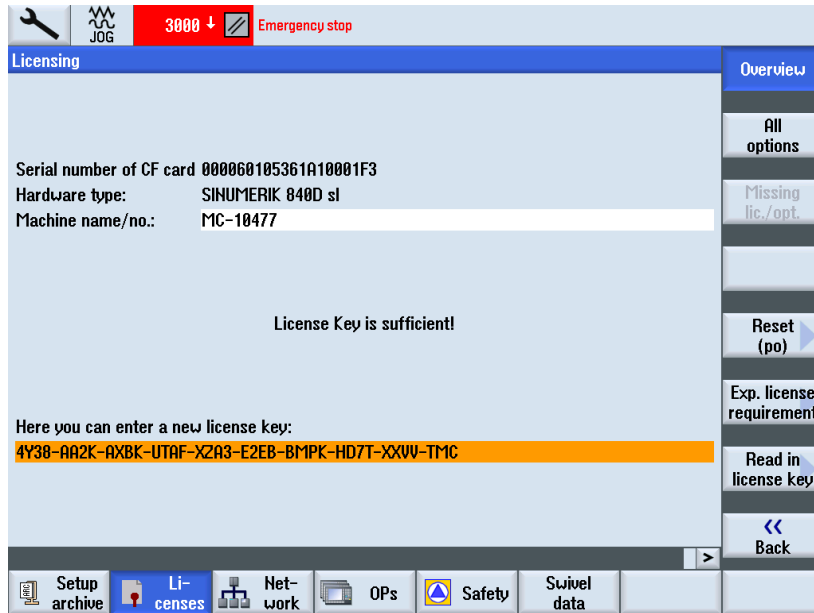 JOG
3000 ↓ Emergency stop
Licensing
Overview
All
options
Serial number of CF card 000060105361A10001F3
Hardware type: SINUMERIK 840D sl
Missing
lic./opt.
Machine name/no.: MC-10477
License Key is sufficient!
Reset
(po)
Exp. license
requirement
Here you can enter a new license key:
4Y38-AA2K-AXBK-UTAF-XZA3-E2EB-BMPK-HD7T-XXVV-TMC
Read in
license key
<<
Back
>
Setup
archive
Li-
censes
Net-
work
OPs
Safety
Swivel
data